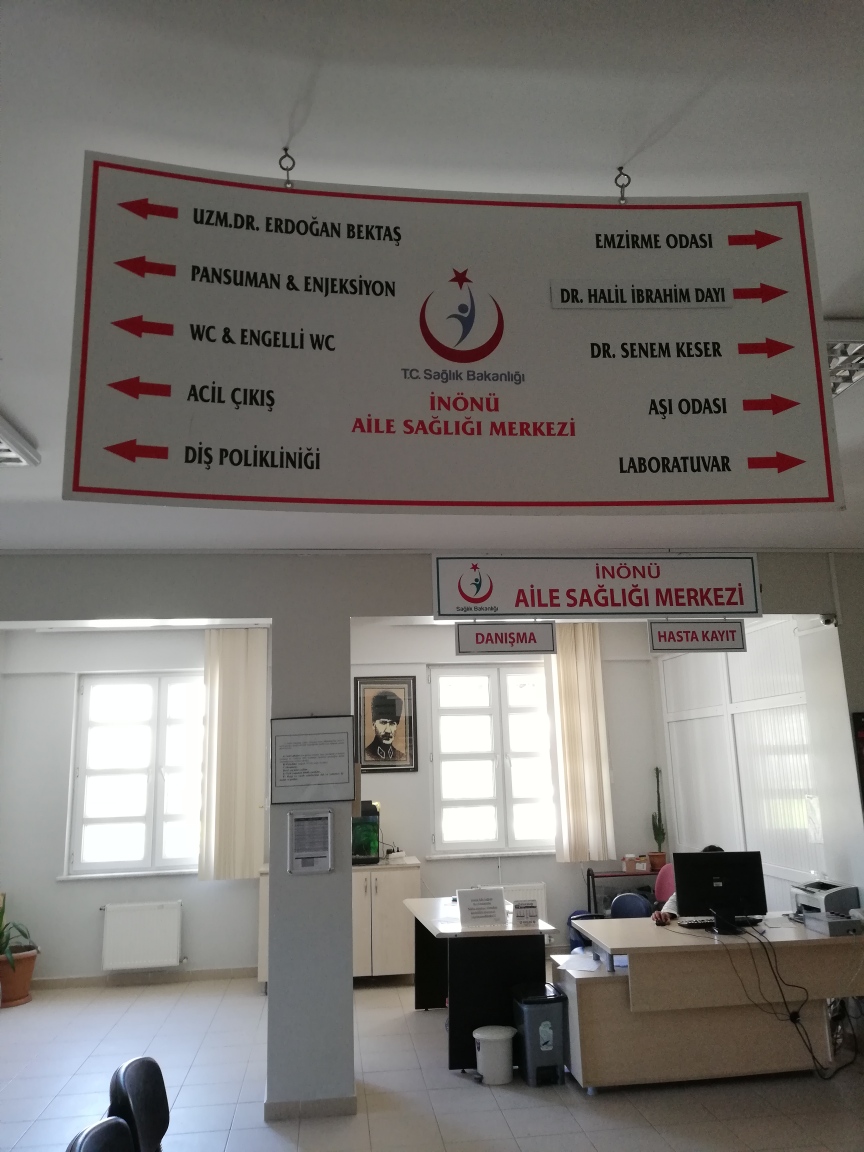 UZM.DR. ERDOĞAN BEKTAŞ
PANSUMAN & ENJEKSİYON
WC & ENGELLİ WC
ACİL ÇIKIŞ
DİŞ POLİKLİNİĞİ
T.C. Sağlık Bakanlığı
İNÖNÜ
AİLE SAĞLIĞI MERKEZİ
EMZİRME ODASI
DR. HALİL İBRAHİM DAYI
DR. SENEM KESER
AŞI ODASI
LABORATUVAR
Sağlık Bakanlığı
İNÖNÜ
AİLE SAĞLIĞI MERKEZİ
DANIŞMA
HASTA KAYIT